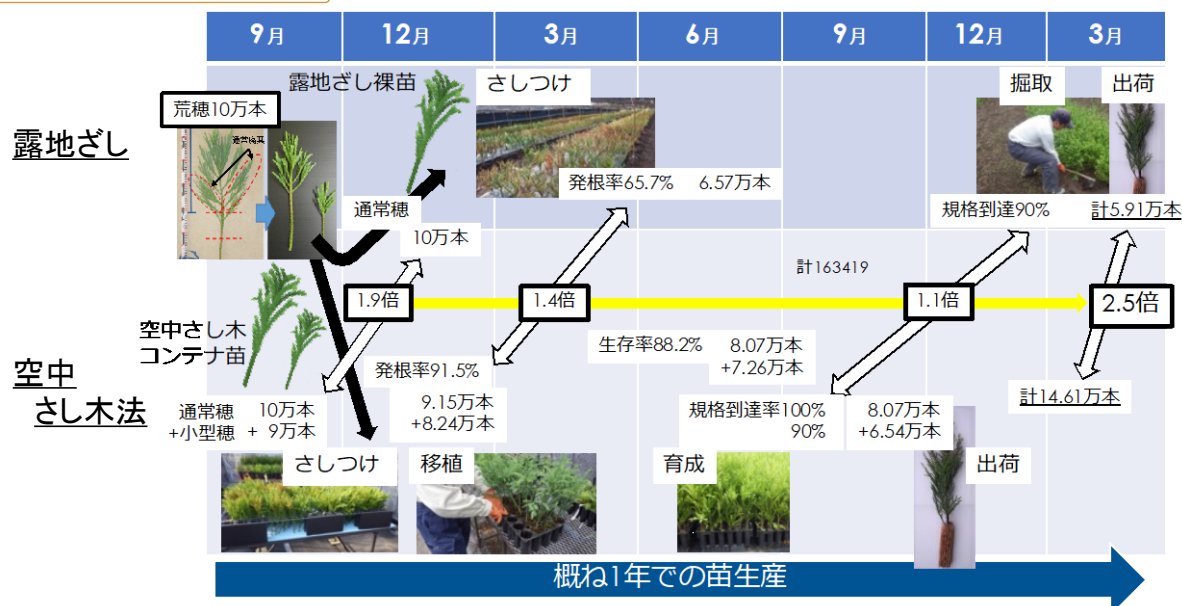 9月
12月
3月
6月
9月
12月
3月
露地ざし
荒穂10万本
通常廃棄
露地ざし裸苗
さしつけ
掘取
出荷
発根率65.7% 6.57万本
通常穂
10万本
規格到達90%
計5.91万本
計163419
1.9倍
1.4倍
1.1倍
2.5倍
空中さし木
コンテナ苗
空中
さし木法
通常穂 10万本
+小型穂 + 9万本
発根率91.5%
9.15万本
+8.24万本
生存率88.2% 8.07万本
+7.26万本
規格到達率100% 8.07万本
90% +6.54万本
計14.61万本
さしつけ
移植
育成
出荷
概ね1年での苗生産